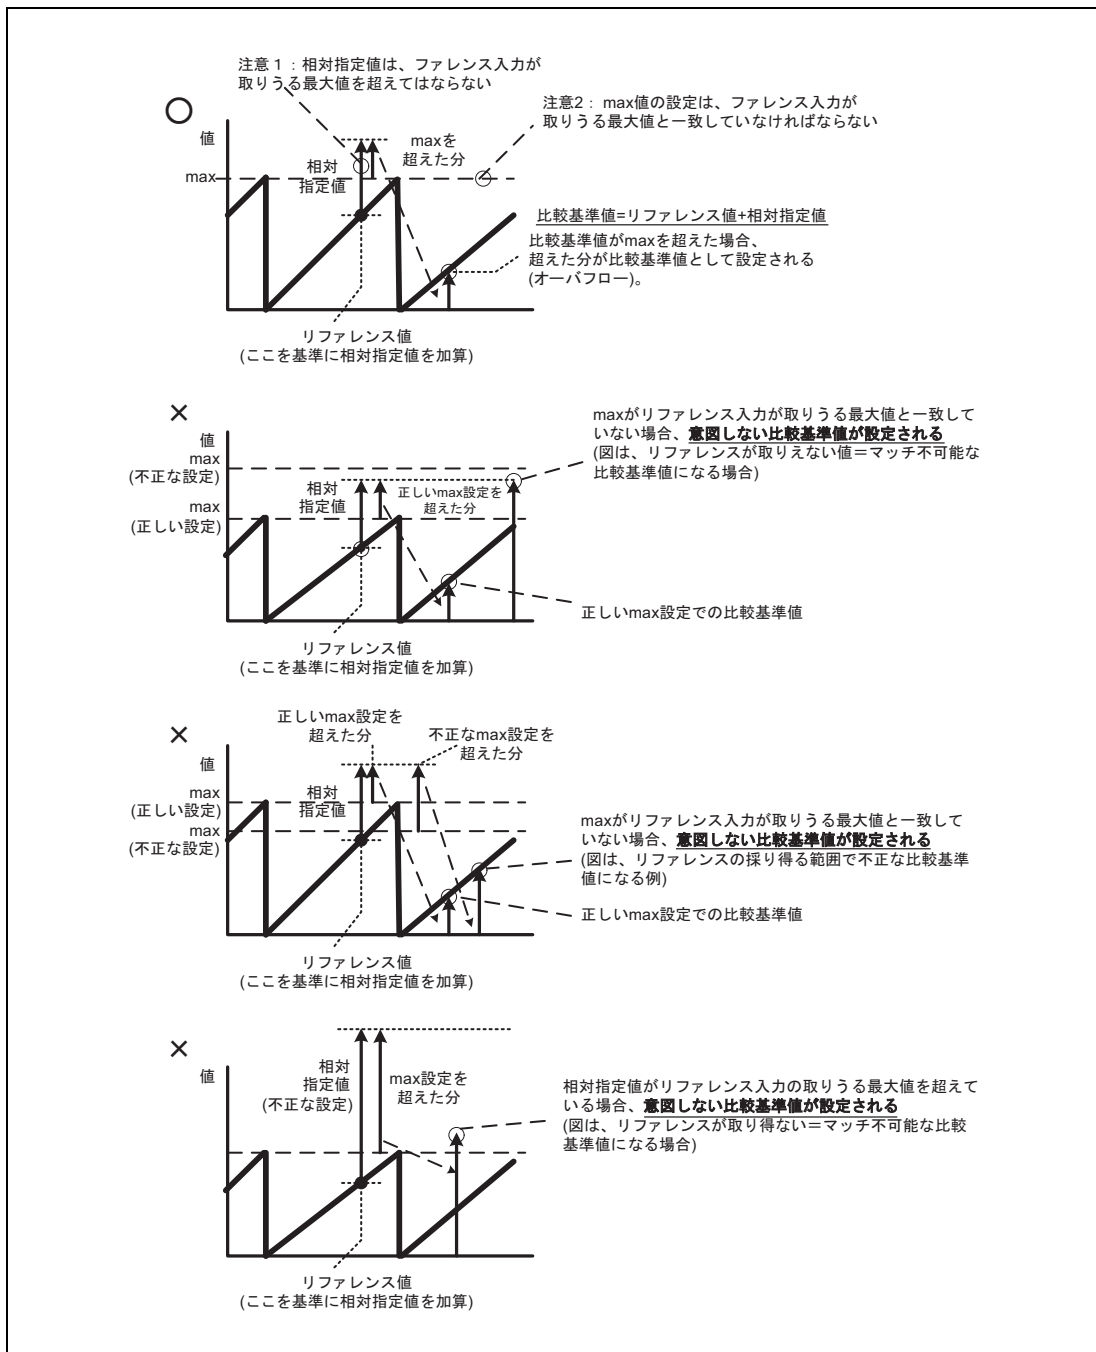 注意１：相対指定値は、ファレンス入力が
取りうる最大値を超えてはならない
注意2： max値の設定は、ファレンス入力が
取りうる最大値と一致していなければならない
○
値
max
相対
指定値
maxを
超えた分
比較基準値=リファレンス値+相対指定値
比較基準値がmaxを超えた場合、
超えた分が比較基準値として設定される
(オーバフロー)。
リファレンス値
(ここを基準に相対指定値を加算)
×
値
max
(不正な設定)
max
(正しい設定)
相対
指定値
正しいmax設定を
超えた分
maxがリファレンス入力が取りうる最大値と一致して
いない場合、意図しない比較基準値が設定される
(図は、リファレンスが取りえない値＝マッチ不可能な
比較基準値になる場合)
正しいmax設定での比較基準値
リファレンス値
(ここを基準に相対指定値を加算)
×
正しいmax設定を
超えた分
不正なmax設定を
超えた分
値
max
(正しい設定)
max
(不正な設定)
相対
指定値
maxがリファレンス入力が取りうる最大値と一致して
いない場合、意図しない比較基準値が設定される
(図は、リファレンスの採り得る範囲で不正な比較基準
値になる例)
正しいmax設定での比較基準値
リファレンス値
(ここを基準に相対指定値を加算)
×
値
相対
指定値
(不正な設定)
max設定を
超えた分
相対指定値がリファレンス入力の取りうる最大値を超えて
いる場合、意図しない比較基準値が設定される
(図は、リファレンスが取り得ない＝マッチ不可能な比較
基準値になる場合)
リファレンス値
(ここを基準に相対指定値を加算)